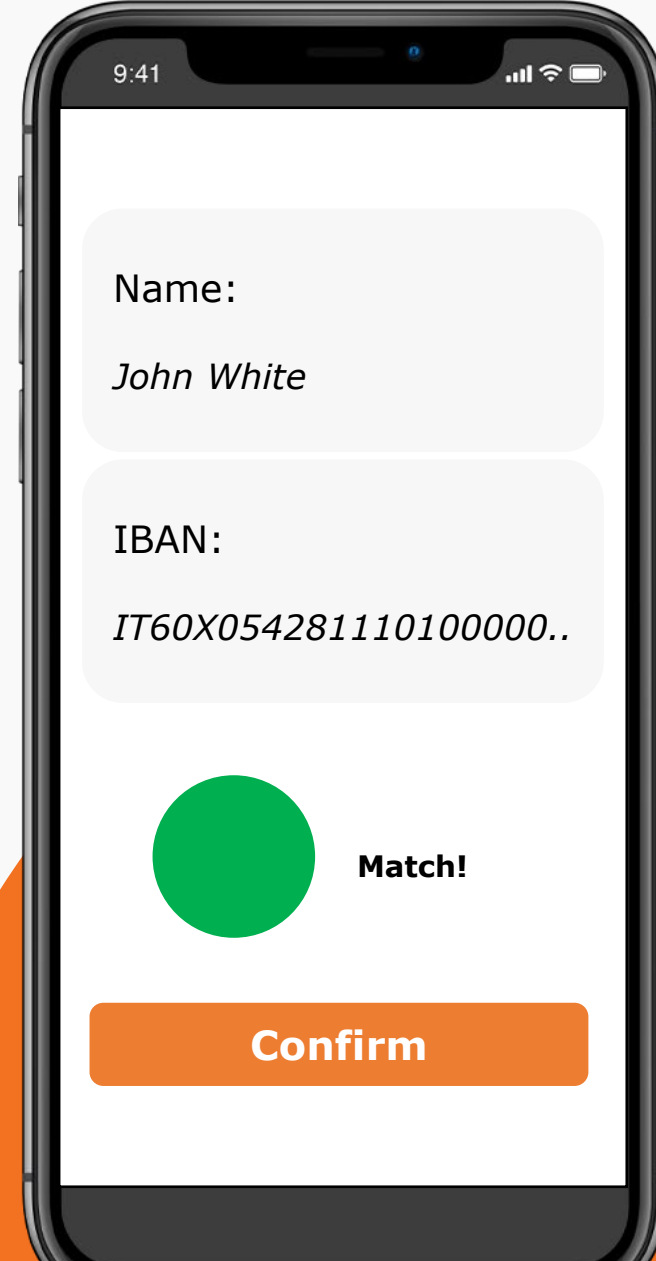 9:41
Name:
John White
IBAN:
IT60X054281110100000..
Match!
Confirm